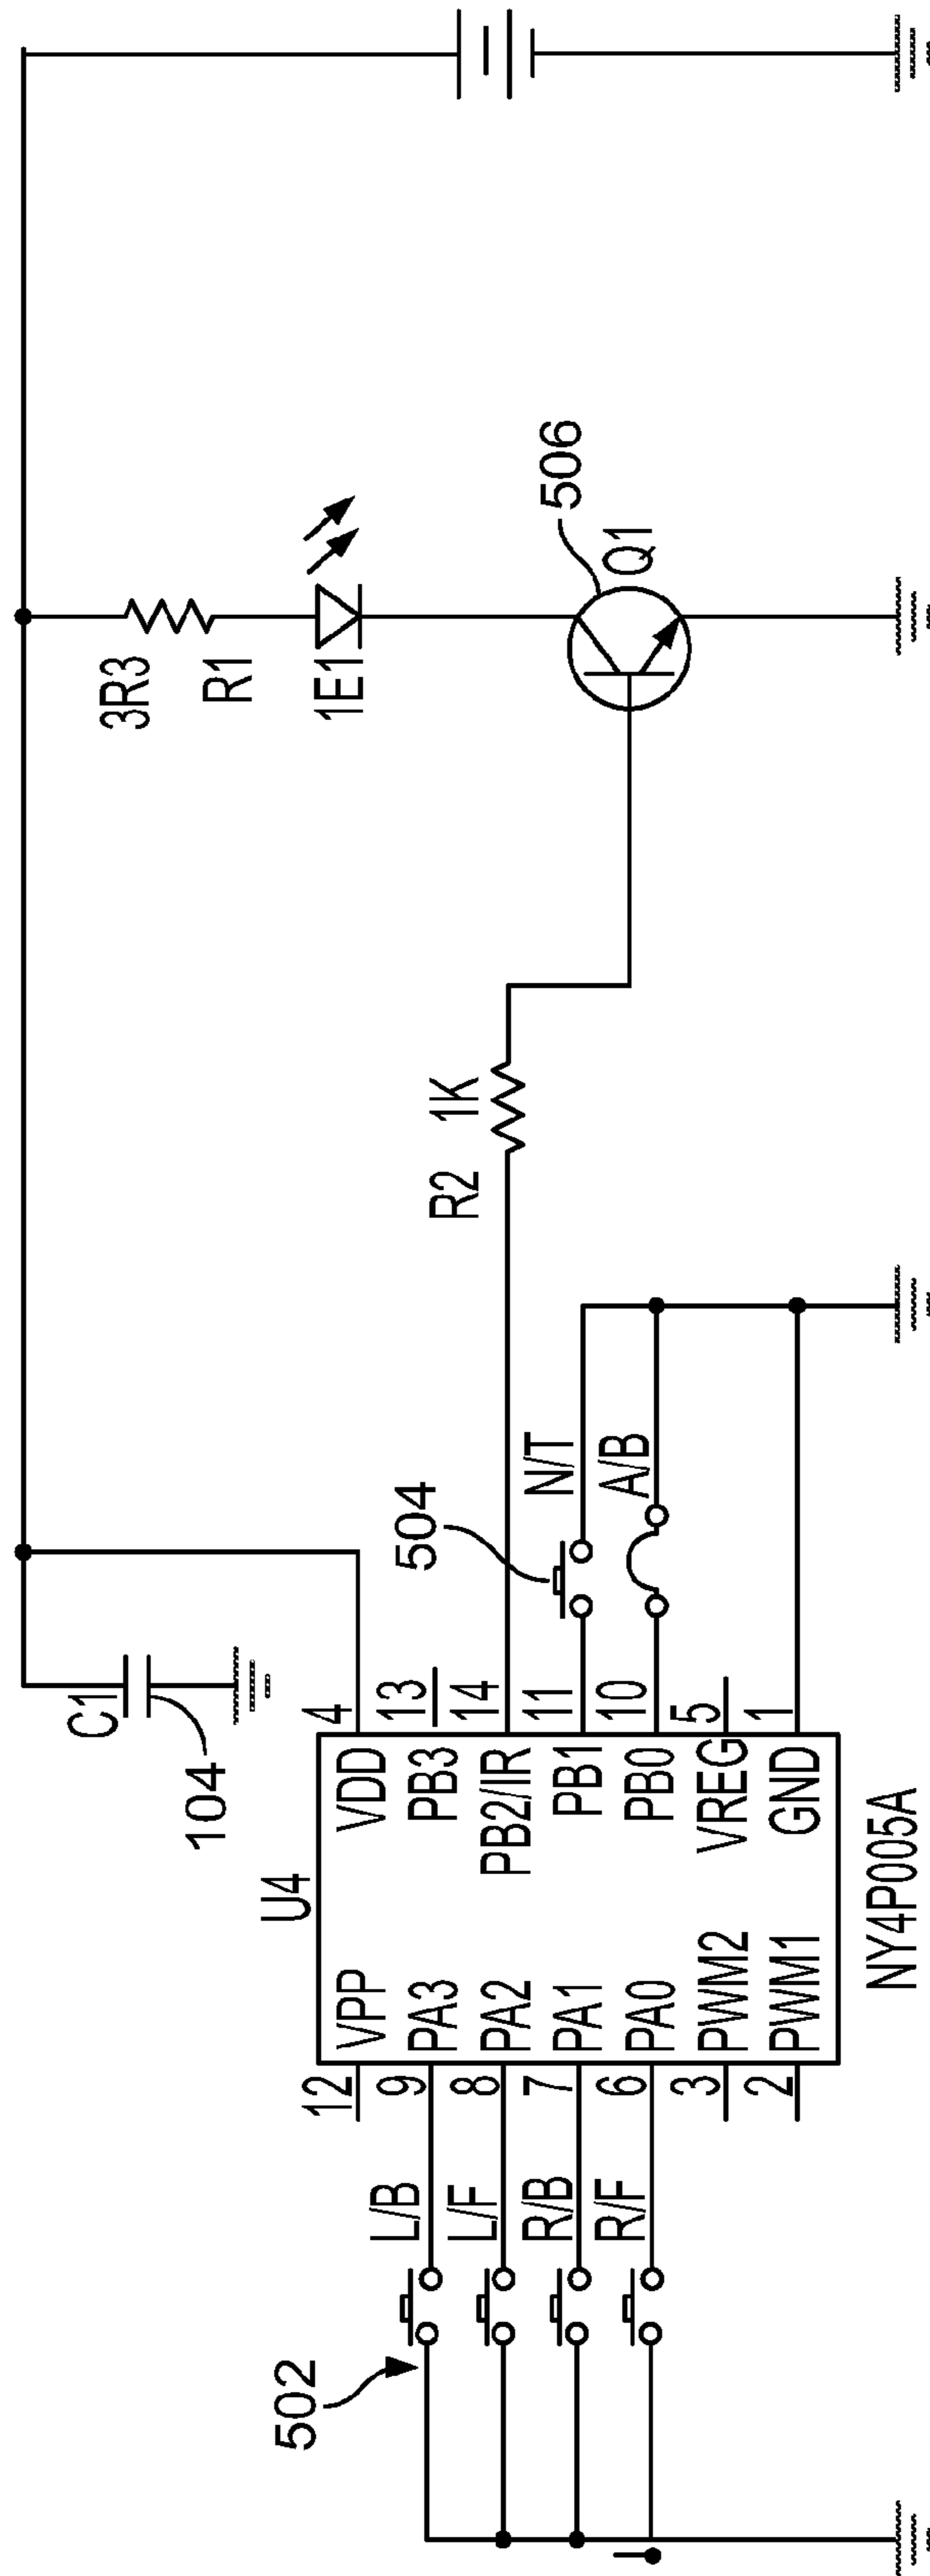 C1
104
3R3
R1
1E1
506
Q1
R2 1K
504
N/T
A/B
U4
502
L/B
L/F
R/B
R/F
12 VPP VDD 4
9 PA3 PB3 13
8 PA2 PB2/IR 14
7 PA1 PB1 11
6 PA0 PB0 10
3 PWM2 VREG 5
2 PWM1 GND 1
NY4P005A